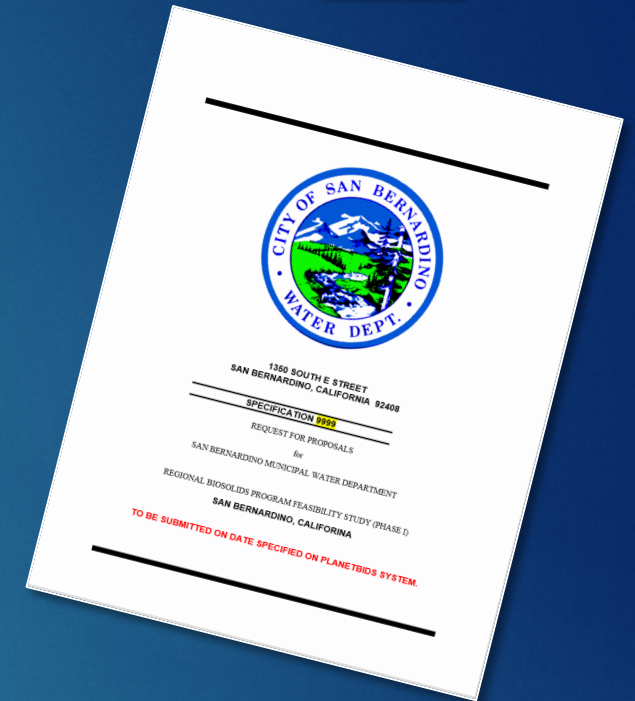 CITY OF SAN BERNARDINO
WATER DEPT.
1350 SOUTH E STREET
SAN BERNARDINO, CALIFORNIA 92408
SPECIFICATION 9999
REQUEST FOR PROPOSALS
for
SAN BERNARDINO MUNICIPAL WATER DEPARTMENT
REGIONAL BIOSOLIDS PROGRAM FEASIBILITY STUDY (PHASE I)
SAN BERNARDINO, CALIFORINA
TO BE SUBMITTED ON DATE SPECIFIED ON PLANETBIDS SYSTEM.